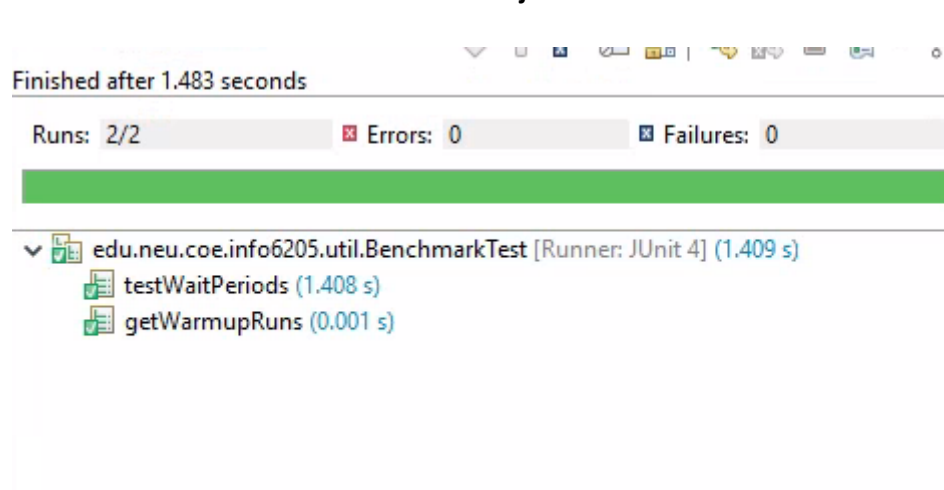 Finished after 1.483 seconds
Runs: 2/2 Errors: 0 Failures: 0
edu.neu.coe.info6205.util.BenchmarkTest [Runner: JUnit 4] (1.409 s)
testWaitPeriods (1.408 s)
getWarmupRuns (0.001 s)